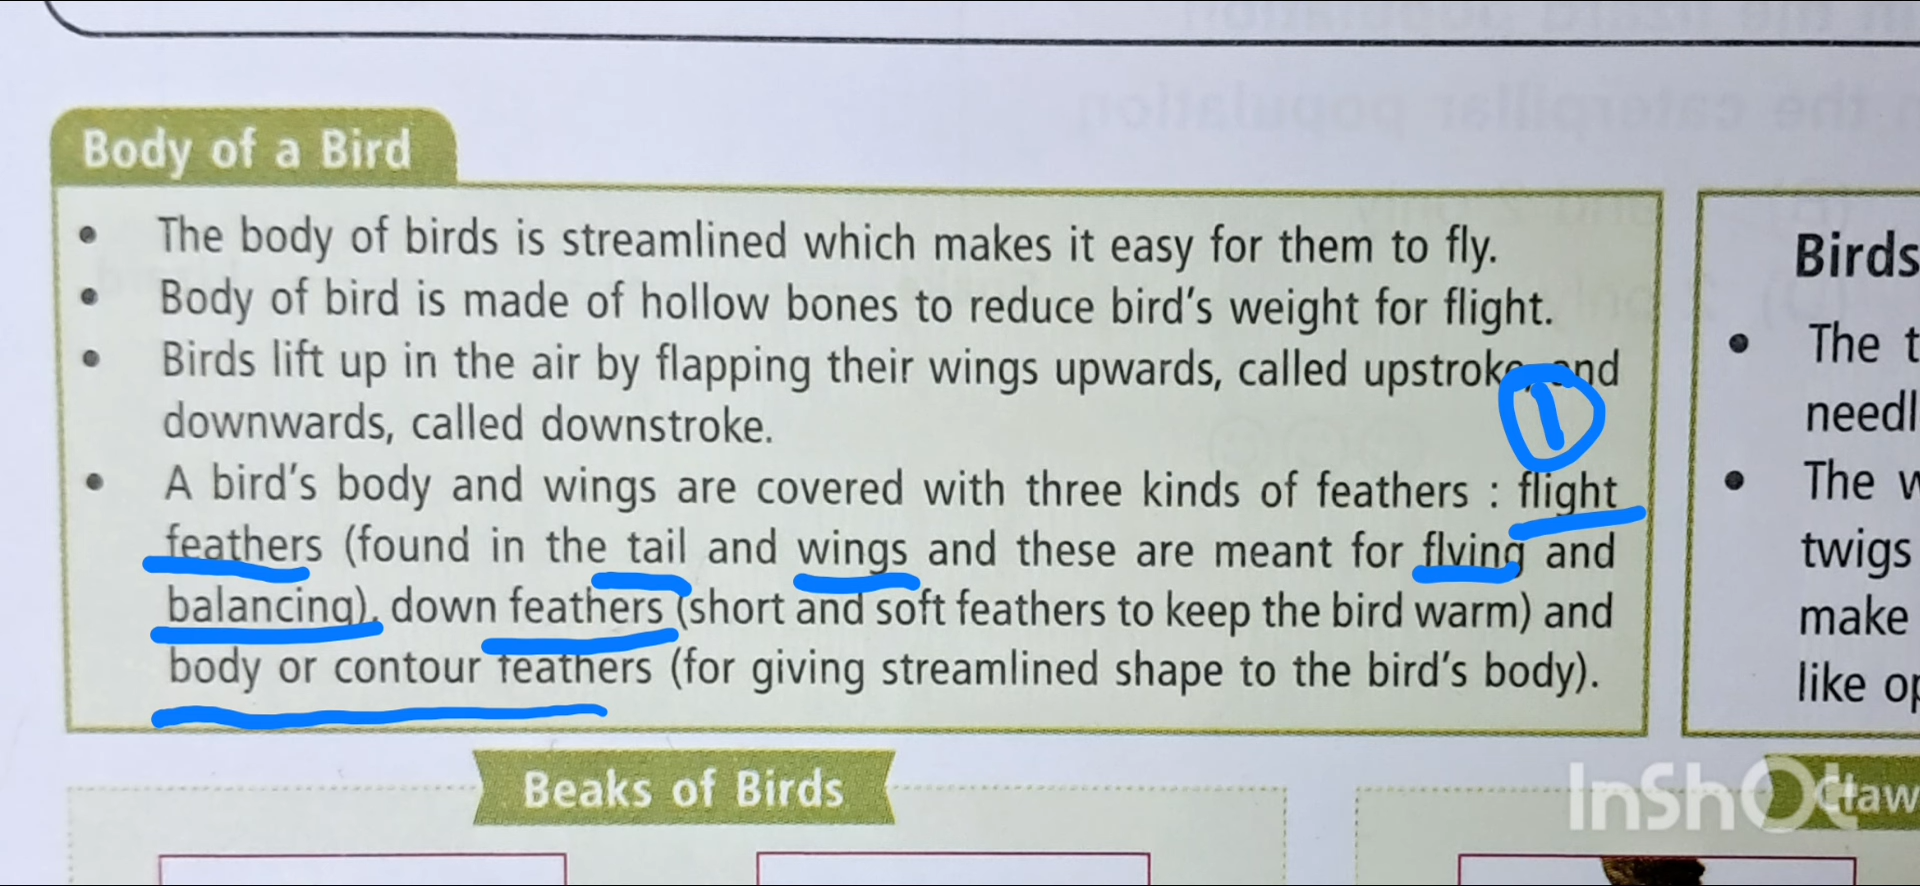 Body of a Bird
• The body of birds is streamlined which makes it easy for them to fly.
• Body of bird is made of hollow bones to reduce bird's weight for flight.
• Birds lift up in the air by flapping their wings upwards, called upstroke, and
downwards, called downstroke.
1
• A bird's body and wings are covered with three kinds of feathers : flight
feathers (found in the tail and wings and these are meant for flying and
balancing), down feathers (short and soft feathers to keep the bird warm) and
body or contour feathers (for giving streamlined shape to the bird's body).
Birds
• The
• The
twigs
make
like
Beaks of Birds
InShOt